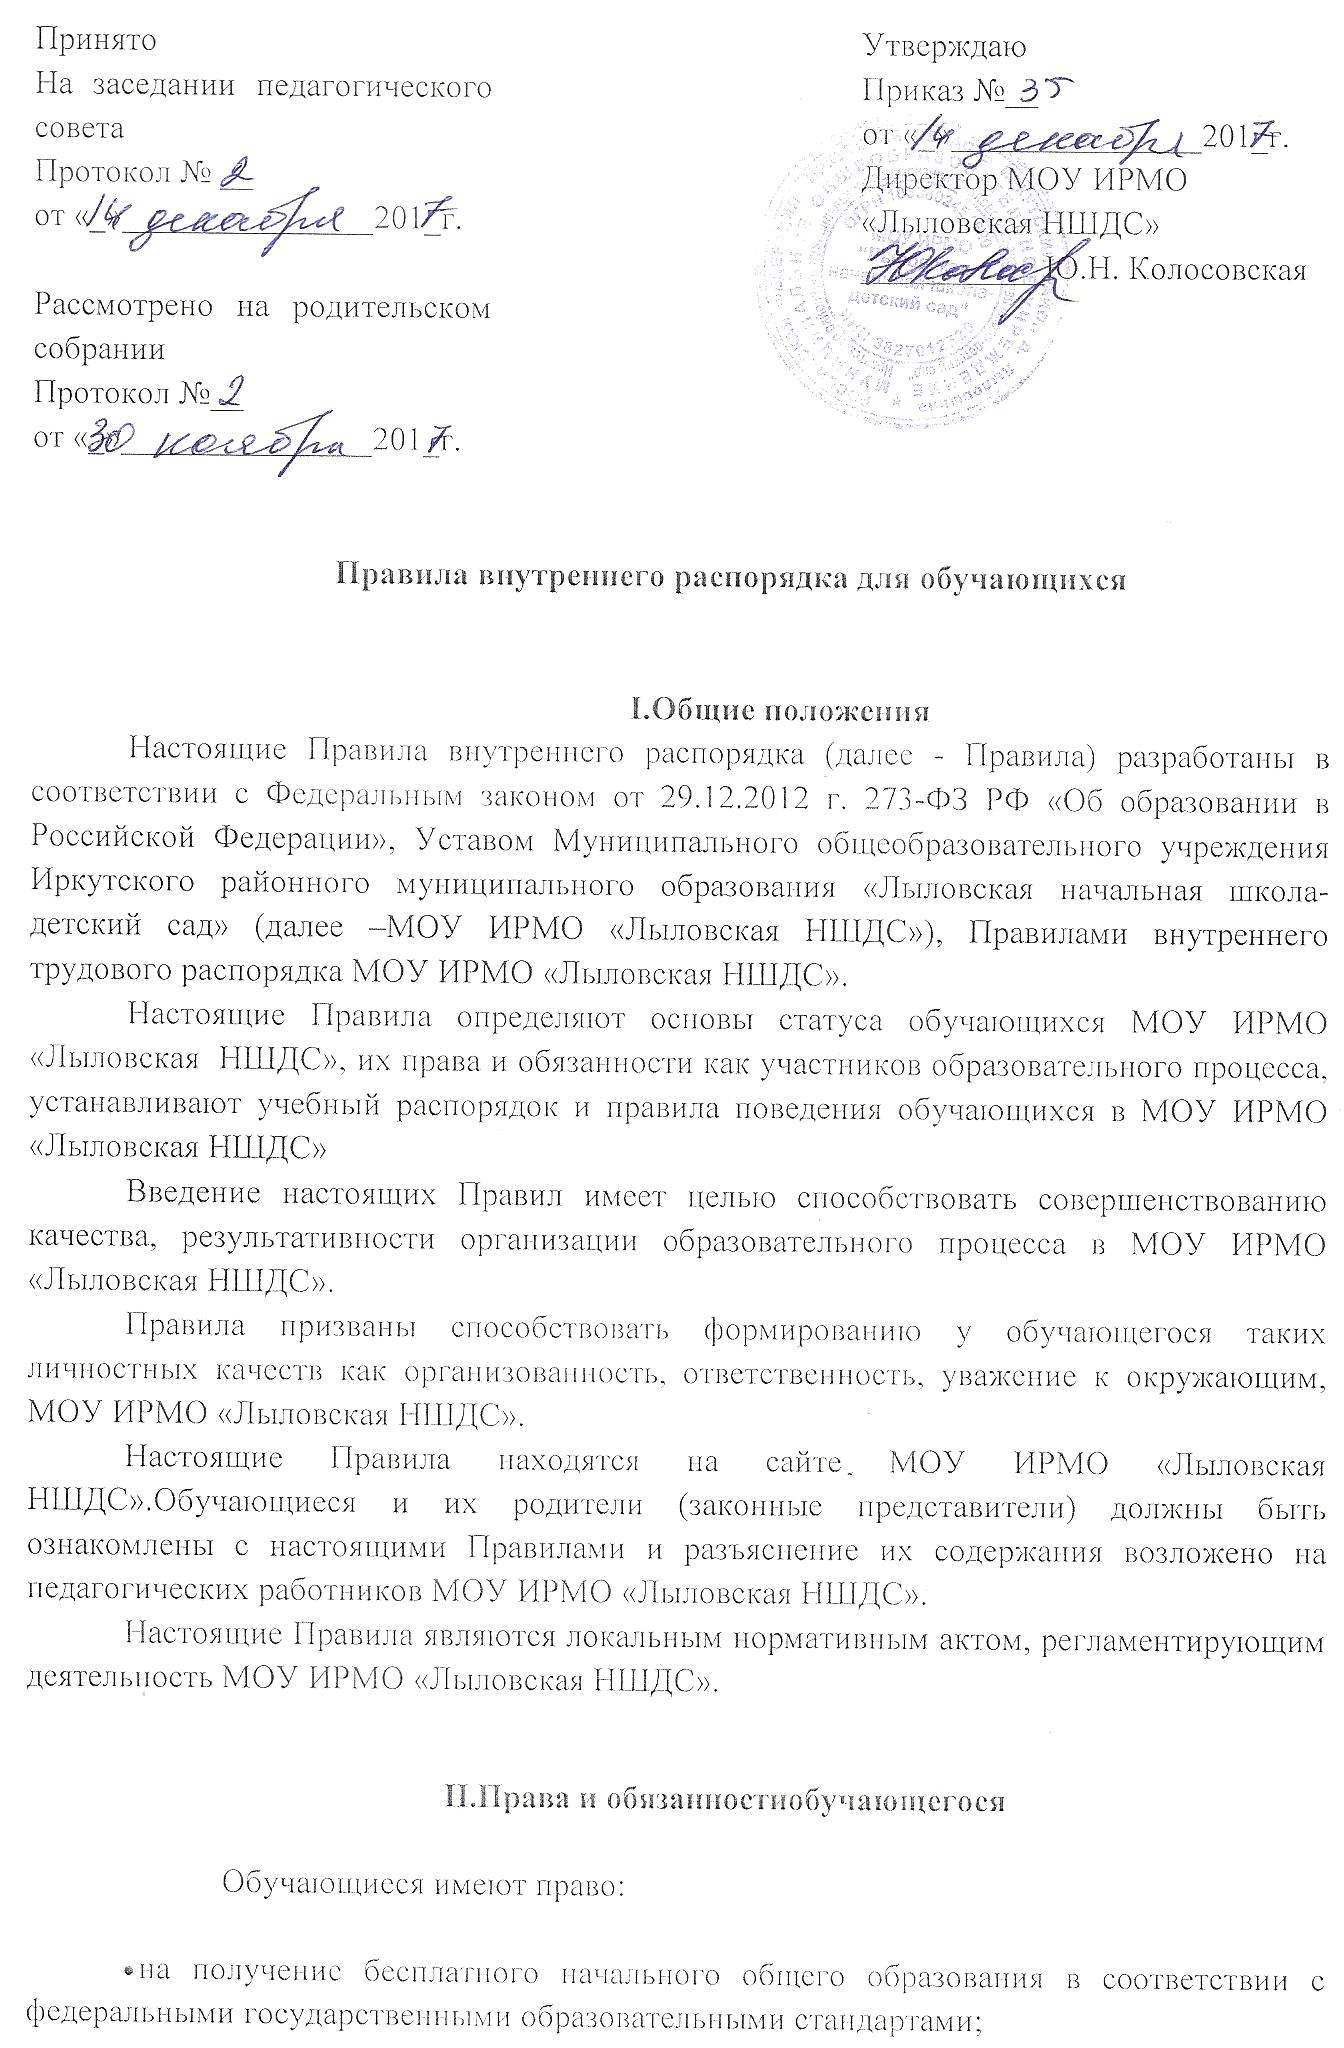 Принято
На заседании педагогического
совета
Протокол № 2
от «14» декабря 2017г.
Рассмотрено на родительском
собрании
Протокол № 2
от «30» ноября 2017г.
Утверждаю
Приказ № 35
от «14» декабря 2017г.
Директор МОУ ИРМО
«Лыловская НШДС»
Ю.Н. Колосовская
детский сад"
Правила внутреннего распорядка для обучающихся
I.Общие положения
Настоящие Правила внутреннего распорядка (далее - Правила) разработаны в
соответствии с Федеральным законом от 29.12.2012 г. 273-ФЗ РФ «Об образовании в
Российской Федерации», Уставом Муниципального общеобразовательного учреждения
Иркутского районного муниципального образования «Лыловская начальная школа-
детский сад» (далее –МОУ ИРМО «Лыловская НШДС»), Правилами внутреннего
трудового распорядка МОУ ИРМО «Лыловская НШДС».
Настоящие Правила определяют основы статуса обучающихся МОУ ИРМО
«Лыловская НШДС», их права и обязанности как участников образовательного процесса,
устанавливают учебный распорядок и правила поведения обучающихся в МОУ ИРМО
«Лыловская НШДС»
Введение настоящих Правил имеет целью способствовать совершенствованию
качества, результативности организации образовательного процесса в МОУ ИРМО
«Лыловская НШДС».
Правила призваны способствовать формированию у обучающегося таких
личностных качеств как организованность, ответственность, уважение к окружающим,
МОУ ИРМО «Лыловская НШДС».
Настоящие Правила находятся на сайте МОУ ИРМО «Лыловская
НШДС».Обучающиеся и их родители (законные представители) должны быть
ознакомлены с настоящими Правилами и разъяснение их содержания возложено на
педагогических работников МОУ ИРМО «Лыловская НШДС».
Настоящие Правила являются локальным нормативным актом, регламентирующим
деятельность МОУ ИРМО «Лыловская НШДС».
II.Права и обязанностиобучающегося
Обучающиеся имеют право:
•на получение бесплатного начального общего образования в соответствии с
федеральными государственными образовательными стандартами;